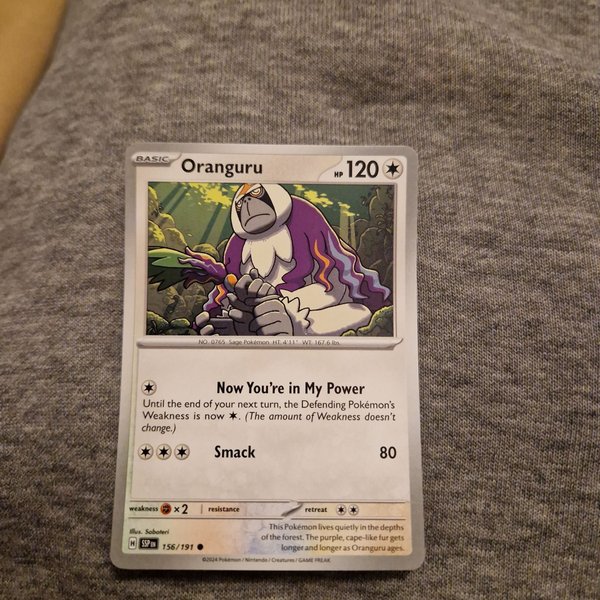 BASIC Oranguru HP 120
NO. 0765 Sage Pokémon HT: 4'11" WT: 167.6 lbs.
Now You're in My Power
Until the end of your next turn, the Defending Pokémon's
Weakness is now . (The amount of Weakness doesn't
change.)
Smack 80
weakness ×2 resistance retreat
Illus. Saboteri
This Pokémon lives quietly in the depths
of the forest. The purple, cape-like fur gets
longer and longer as Oranguru ages.
H SSP EN 156/191
©2024 Pokémon / Nintendo / Creatures / GAME FREAK